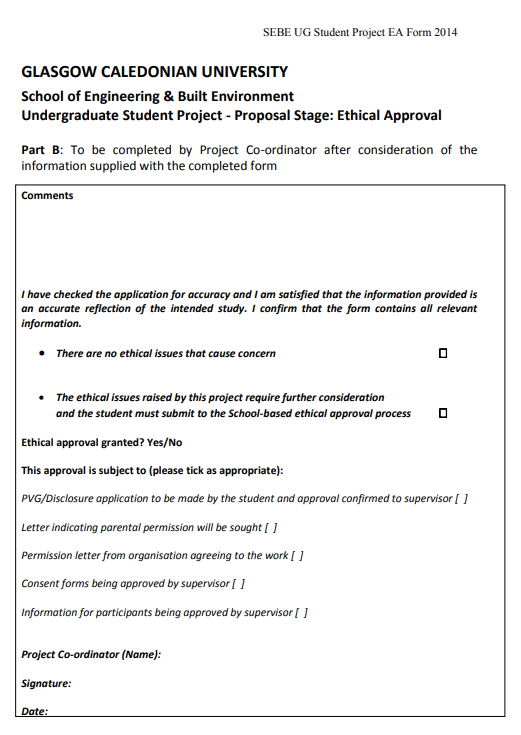 SEBE UG Student Project EA Form 2014
GLASGOW CALEDONIAN UNIVERSITY
School of Engineering & Built Environment
Undergraduate Student Project - Proposal Stage: Ethical Approval
Part B: To be completed by Project Co-ordinator after consideration of the
information supplied with the completed form
Comments
I have checked the application for accuracy and I am satisfied that the information provided is
an accurate reflection of the intended study. I confirm that the form contains all relevant
information.
• There are no ethical issues that cause concern □
• The ethical issues raised by this project require further consideration
and the student must submit to the School-based ethical approval process □
Ethical approval granted? Yes/No
This approval is subject to (please tick as appropriate):
PVG/Disclosure application to be made by the student and approval confirmed to supervisor [ ]
Letter indicating parental permission will be sought [ ]
Permission letter from organisation agreeing to the work [ ]
Consent forms being approved by supervisor [ ]
Information for participants being approved by supervisor [ ]
Project Co-ordinator (Name):
Signature:
Date: